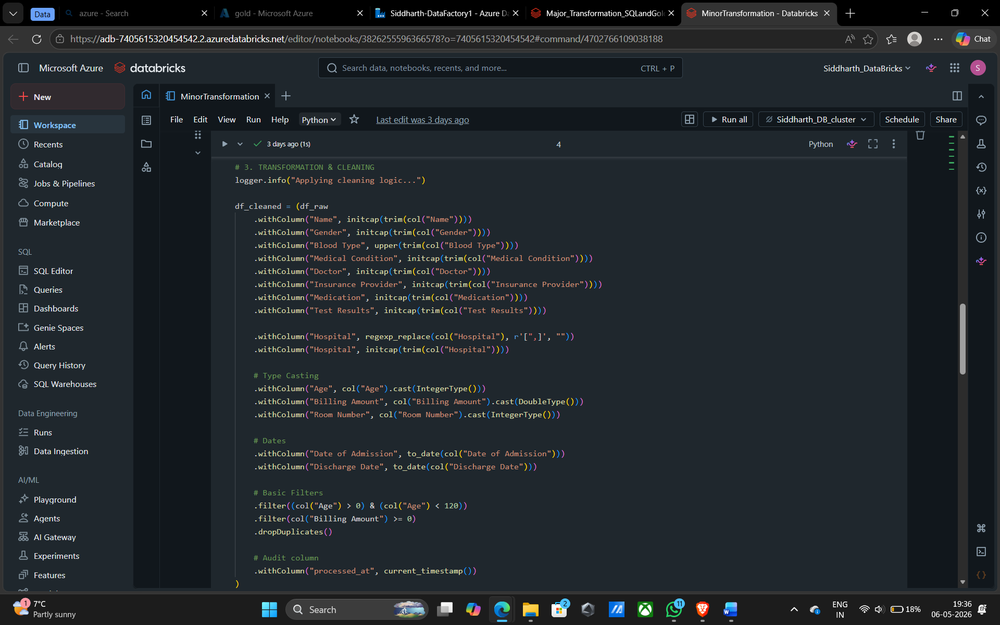 Data
azure - Search
gold - Microsoft Azure
Siddharth-DataFactory1 - Azure Da
Major_Transformation_SQLandGol
MinorTransformation - Databricks
https://adb-7405615320454542.2.azuredatabricks.net/editor/notebooks/3826255596366578?o=7405615320454542#command/4702766109038188
Chat
Microsoft Azure
databricks
Search data, notebooks, recents, and more...
CTRL + P
Siddharth_DataBricks
S
New
MinorTransformation
File
Edit
View
Run
Help
Python
Last edit was 3 days ago
Run all
Siddharth_DB_cluster
Schedule
Share
Workspace
Recents
Catalog
Jobs & Pipelines
Compute
Marketplace
SQL
SQL Editor
Queries
Dashboards
Genie Spaces
Alerts
Query History
SQL Warehouses
Data Engineering
Runs
Data Ingestion
AI/ML
Playground
Agents
AI Gateway
Experiments
Features
3 days ago (1s)
4
Python
# 3. TRANSFORMATION & CLEANING
logger.info("Applying cleaning logic...")
df_cleaned = (df_raw
.withColumn("Name", initcap(trim(col("Name"))))
.withColumn("Gender", initcap(trim(col("Gender"))))
.withColumn("Blood Type", upper(trim(col("Blood Type"))))
.withColumn("Medical Condition", initcap(trim(col("Medical Condition"))))
.withColumn("Doctor", initcap(trim(col("Doctor"))))
.withColumn("Insurance Provider", initcap(trim(col("Insurance Provider"))))
.withColumn("Medication", initcap(trim(col("Medication"))))
.withColumn("Test Results", initcap(trim(col("Test Results"))))
.withColumn("Hospital", regexp_replace(col("Hospital"), r'[",]', ""))
.withColumn("Hospital", initcap(trim(col("Hospital"))))
# Type Casting
.withColumn("Age", col("Age").cast(IntegerType()))
.withColumn("Billing Amount", col("Billing Amount").cast(DoubleType()))
.withColumn("Room Number", col("Room Number").cast(IntegerType()))
# Dates
.withColumn("Date of Admission", to_date(col("Date of Admission")))
.withColumn("Discharge Date", to_date(col("Discharge Date")))
# Basic Filters
.filter((col("Age") > 0) & (col("Age") < 120))
.filter(col("Billing Amount") >= 0)
.dropDuplicates()
# Audit column
.withColumn("processed_at", current_timestamp())
)
1
7°C
Partly sunny
Search
2
11
ENG
IN
18%
19:36
06-05-2026